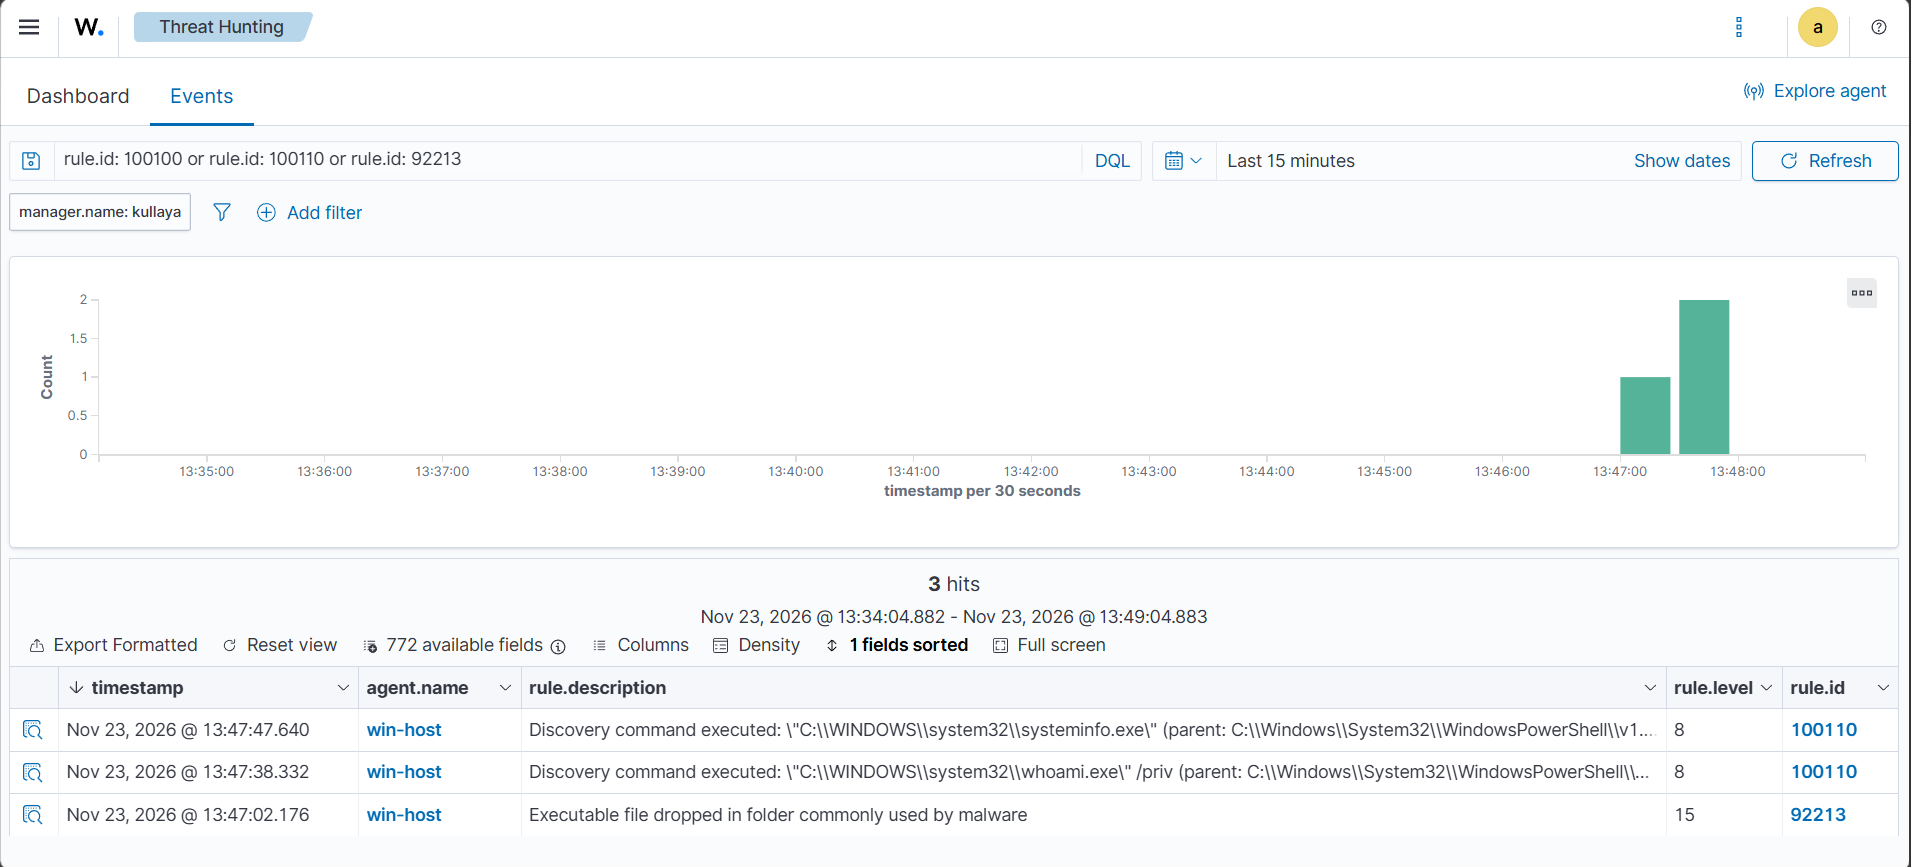 W. Threat Hunting a
Dashboard Events Explore agent
rule.id: 100100 or rule.id: 100110 or rule.id: 92213 DQL Last 15 minutes Show dates Refresh
manager.name: kullaya Add filter
2
1.5
1
0.5
0
Count
13:35:00 13:36:00 13:37:00 13:38:00 13:39:00 13:40:00 13:41:00 13:42:00 13:43:00 13:44:00 13:45:00 13:46:00 13:47:00 13:48:00
timestamp per 30 seconds
3 hits
Nov 23, 2026 @ 13:34:04.882 - Nov 23, 2026 @ 13:49:04.883
Export Formatted Reset view 772 available fields Columns Density 1 fields sorted Full screen
timestamp agent.name rule.description rule.level rule.id
Nov 23, 2026 @ 13:47:47.640 win-host Discovery command executed: \"C:\\WINDOWS\\system32\\systeminfo.exe\" (parent: C:\\Windows\\System32\\WindowsPowerShell\\v1.... 8 100110
Nov 23, 2026 @ 13:47:38.332 win-host Discovery command executed: \"C:\\WINDOWS\\system32\\whoami.exe\" /priv (parent: C:\\Windows\\System32\\WindowsPowerShell\\... 8 100110
Nov 23, 2026 @ 13:47:02.176 win-host Executable file dropped in folder commonly used by malware 15 92213